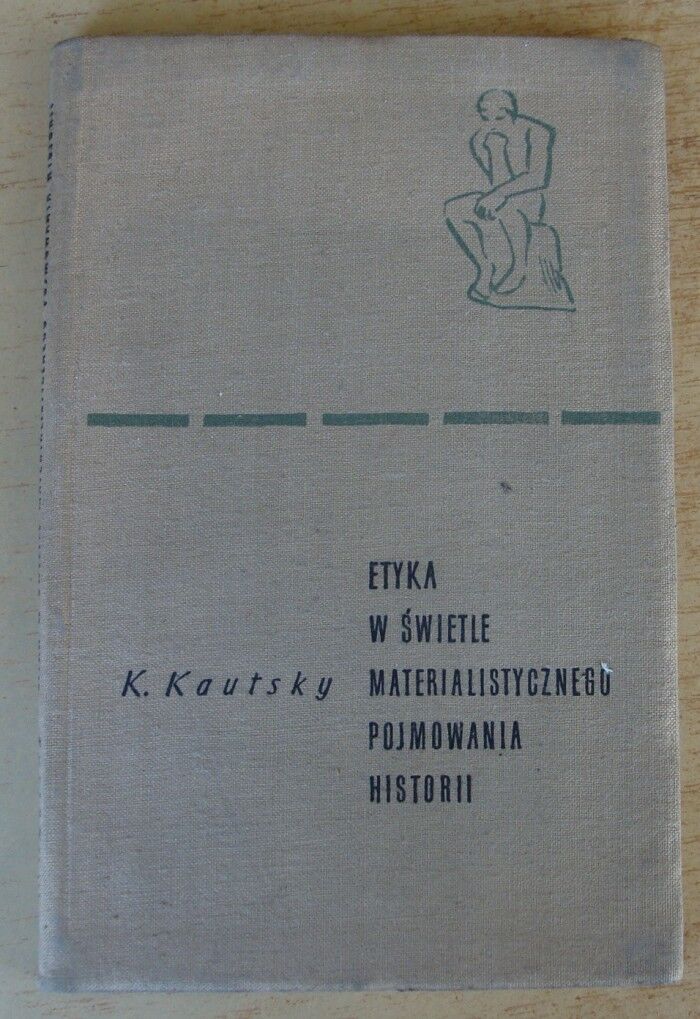 K. Kautsky
ETYKA
W ŚWIETLE
MATERIALISTYCZNEGO
POJMOWANIA
HISTORII